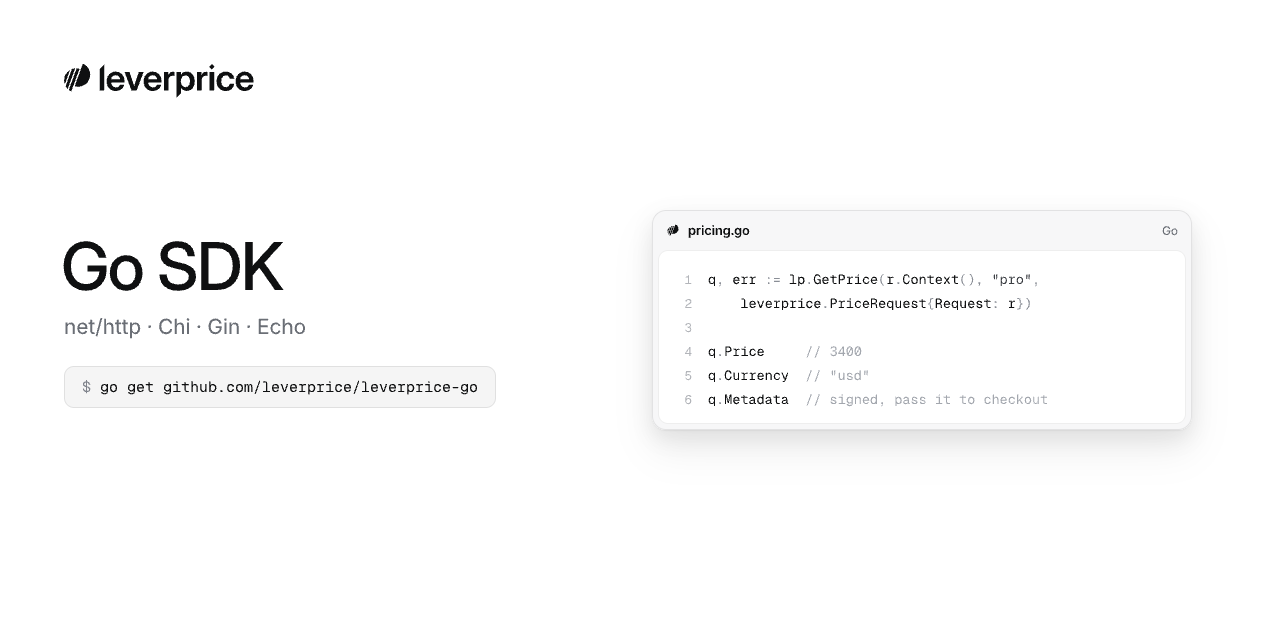 leverprice
Go SDK
net/http · Chi · Gin · Echo
$ go get github.com/leverprice/leverprice-go
pricing.go
Go
1 q, err := lp.GetPrice(r.Context(), "pro",
2     leverprice.PriceRequest{Request: r})
3
4 q.Price     // 3400
5 q.Currency  // "usd"
6 q.Metadata  // signed, pass it to checkout